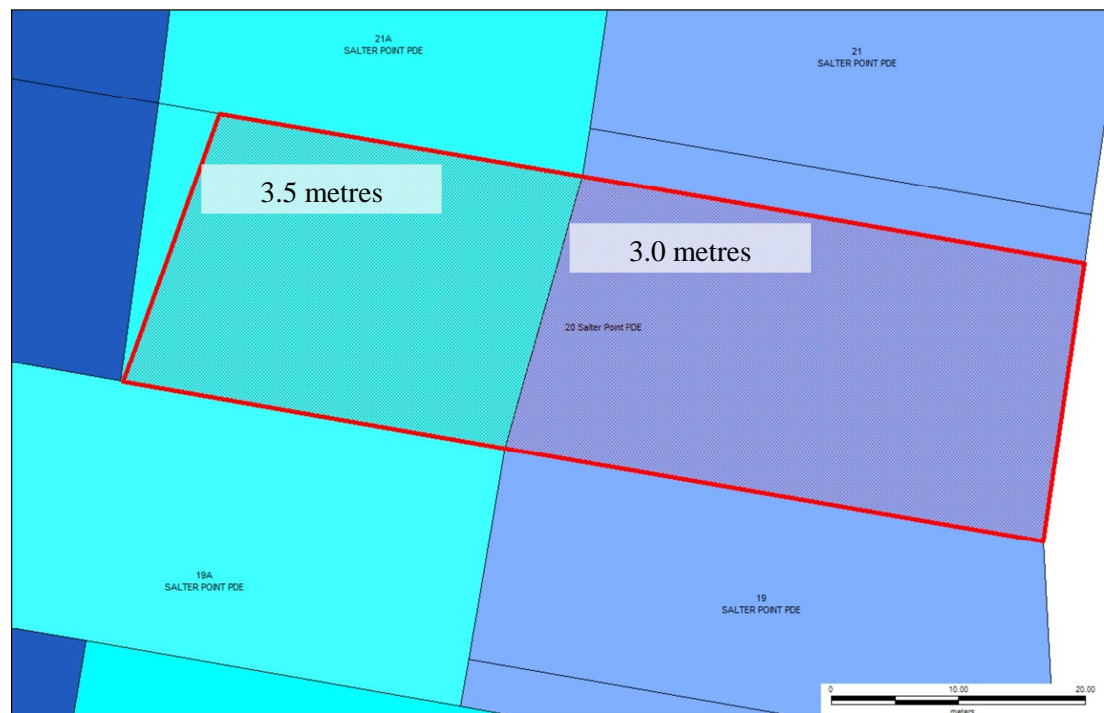 21A
SALTER POINT PDE
21
SALTER POINT PDE
3.5 metres
3.0 metres
20 Salter Point PDE
19A
SALTER POINT PDE
19
SALTER POINT PDE
0 10.00 20.00
meters